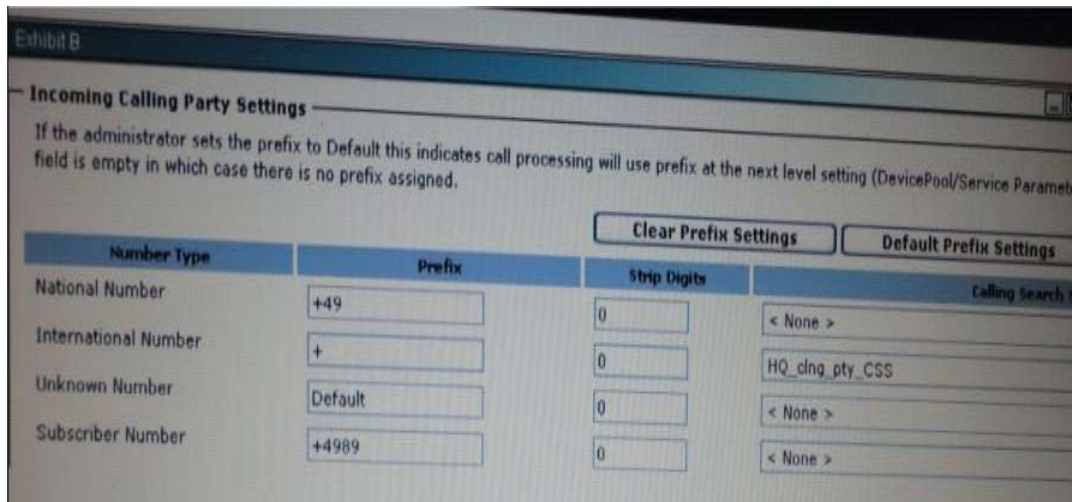 Exhibit B
Incoming Calling Party Settings
If the administrator sets the prefix to Default this indicates call processing will use prefix at the next level setting (DevicePool/Service
field is empty in which case there is no prefix assigned.
Clear Prefix Settings Default Prefix Settings
Number Type Prefix Strip Digits Calling Search
National Number +49 0 < None >
International Number + 0 HQ_clng_pty_CSS
Unknown Number Default 0 < None >
Subscriber Number +4989 0 < None >